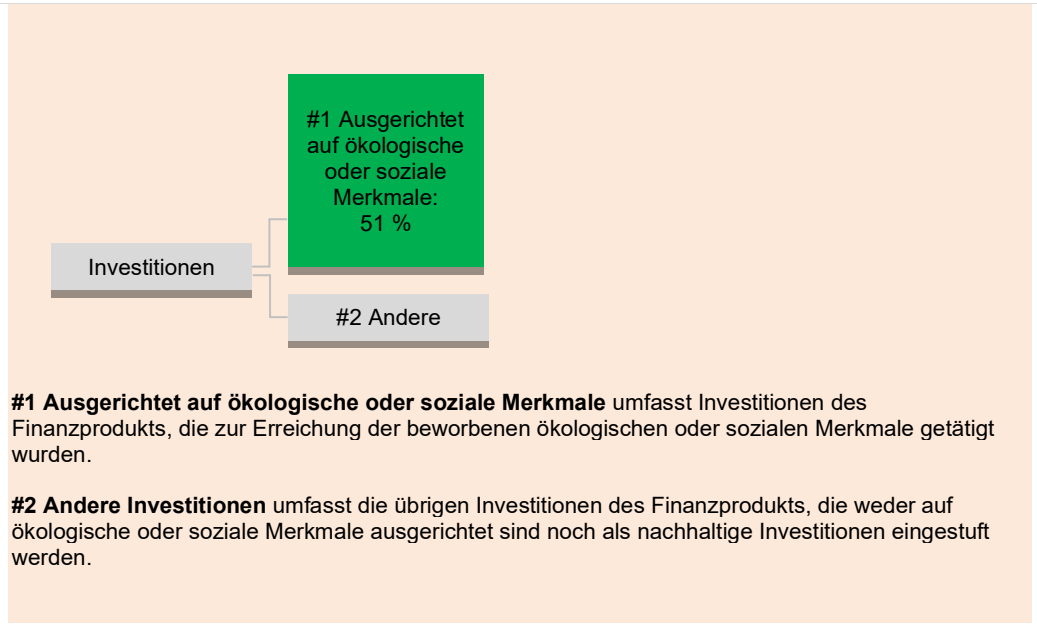 #1 Ausgerichtet
auf ökologische
oder soziale
Merkmale:
51 %
Investitionen
#2 Andere
#1 Ausgerichtet auf ökologische oder soziale Merkmale umfasst Investitionen des
Finanzprodukts, die zur Erreichung der beworbenen ökologischen oder sozialen Merkmale getätigt
wurden.
#2 Andere Investitionen umfasst die übrigen Investitionen des Finanzprodukts, die weder auf
ökologische oder soziale Merkmale ausgerichtet sind noch als nachhaltige Investitionen eingestuft
werden.